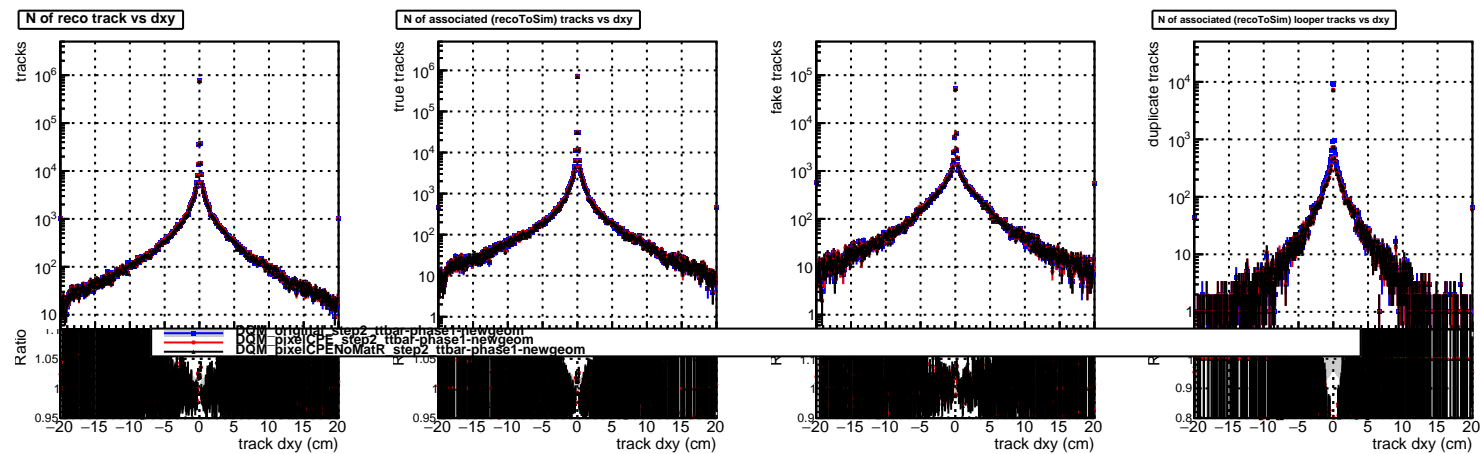 N of reco track vs dxy
N of associated (recoToSim) tracks vs dxy
N of associated (recoToSim) looper tracks vs dxy
tracks
10⁶
10⁵
10⁴
10³
10²
10
true tracks
10⁶
10⁵
10⁴
10³
10²
10
1
fake tracks
10⁵
10⁴
10³
10²
10
1
duplicate tracks
10⁴
10³
10²
10
1
DQM_original_step2_ttbar-phase1-newgeom
DQM_pixelCPE_step2_ttbar-phase1-newgeom
DQM_pixelCPENoMatR_step2_ttbar-phase1-newgeom
Ratio
1.05
1
0.95
1.05
1
0.95
1
0.9
0.8
−20 −15 −10 −5 0 5 10 15 20
track dxy (cm)
−20 −15 −10 −5 0 5 10 15 20
track dxy (cm)
−20 −15 −10 −5 0 5 10 15 20
track dxy (cm)
−20 −15 −10 −5 0 5 10 15 20
track dxy (cm)